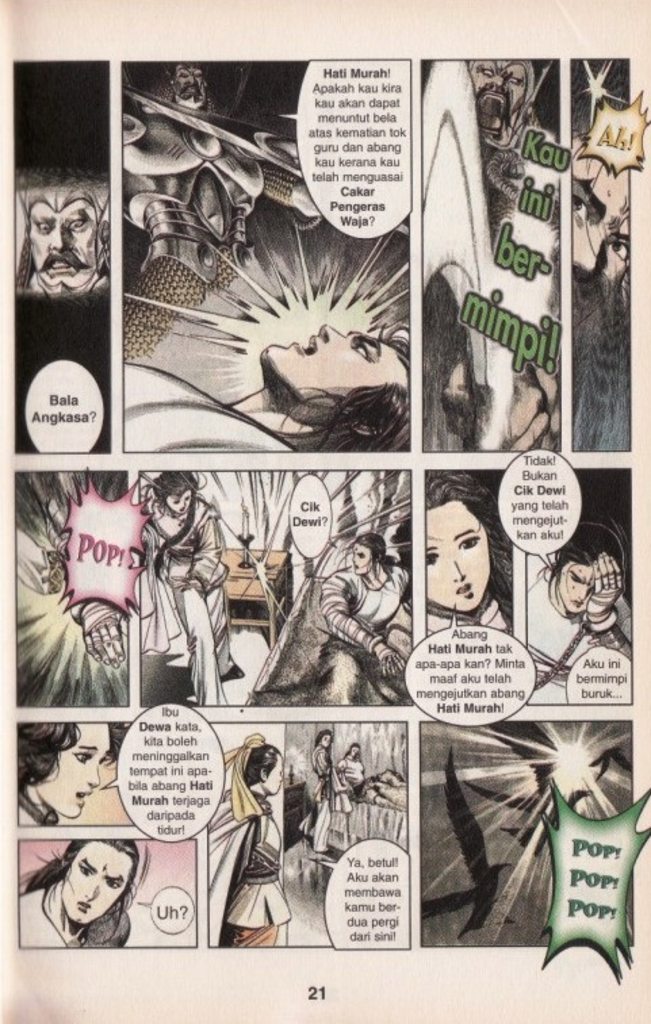 Bala
Angkasa?
Hati Murah!
Apakah kau kira
kau akan dapat
menuntut bela
atas kematian tok
guru dan abang
kau kerana kau
telah menguasai
Cakar
Pengeras
Waja?
Kau
ini
ber-
mimpi!
Ah!
POP!
Cik
Dewi?
Tidak!
Bukan
Cik Dewi
yang telah
mengejut-
kan aku!
Abang
Hati Murah tak
apa-apa kan? Minta
maaf aku telah
mengejutkan abang
Hati Murah!
Aku ini
bermimpi
buruk...
Ibu
Dewa kata,
kita boleh
meninggalkan
tempat ini apa-
bila abang Hati
Murah terjaga
daripada
tidur!
Uh?
Ya, betul!
Aku akan
membawa
kamu ber-
dua pergi
dari sini!
POP!
POP!
POP!
21